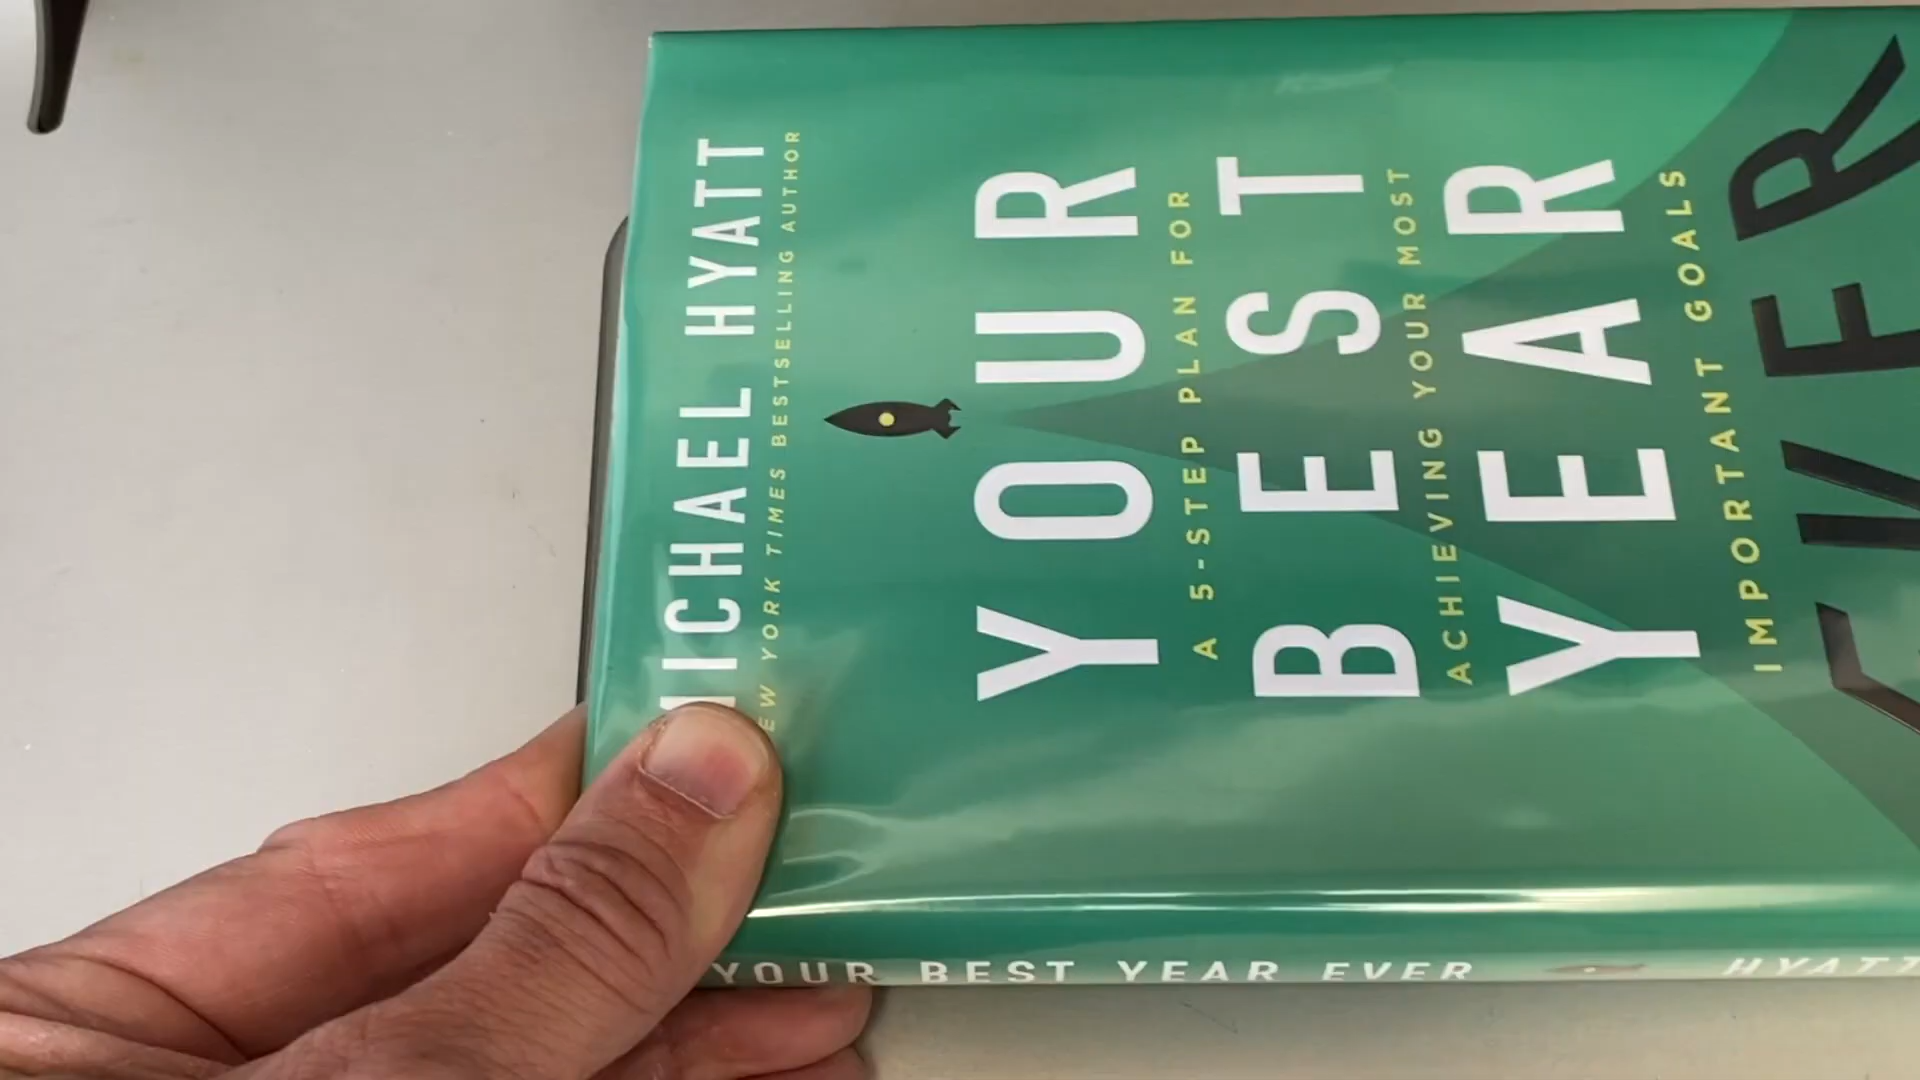 MICHAEL HYATT
NEW YORK TIMES BESTSELLING AUTHOR
YOUR
A 5-STEP PLAN FOR
BEST
ACHIEVING YOUR MOST
YEAR
IMPORTANT GOALS
EVER
YOUR BEST YEAR EVER HYATT